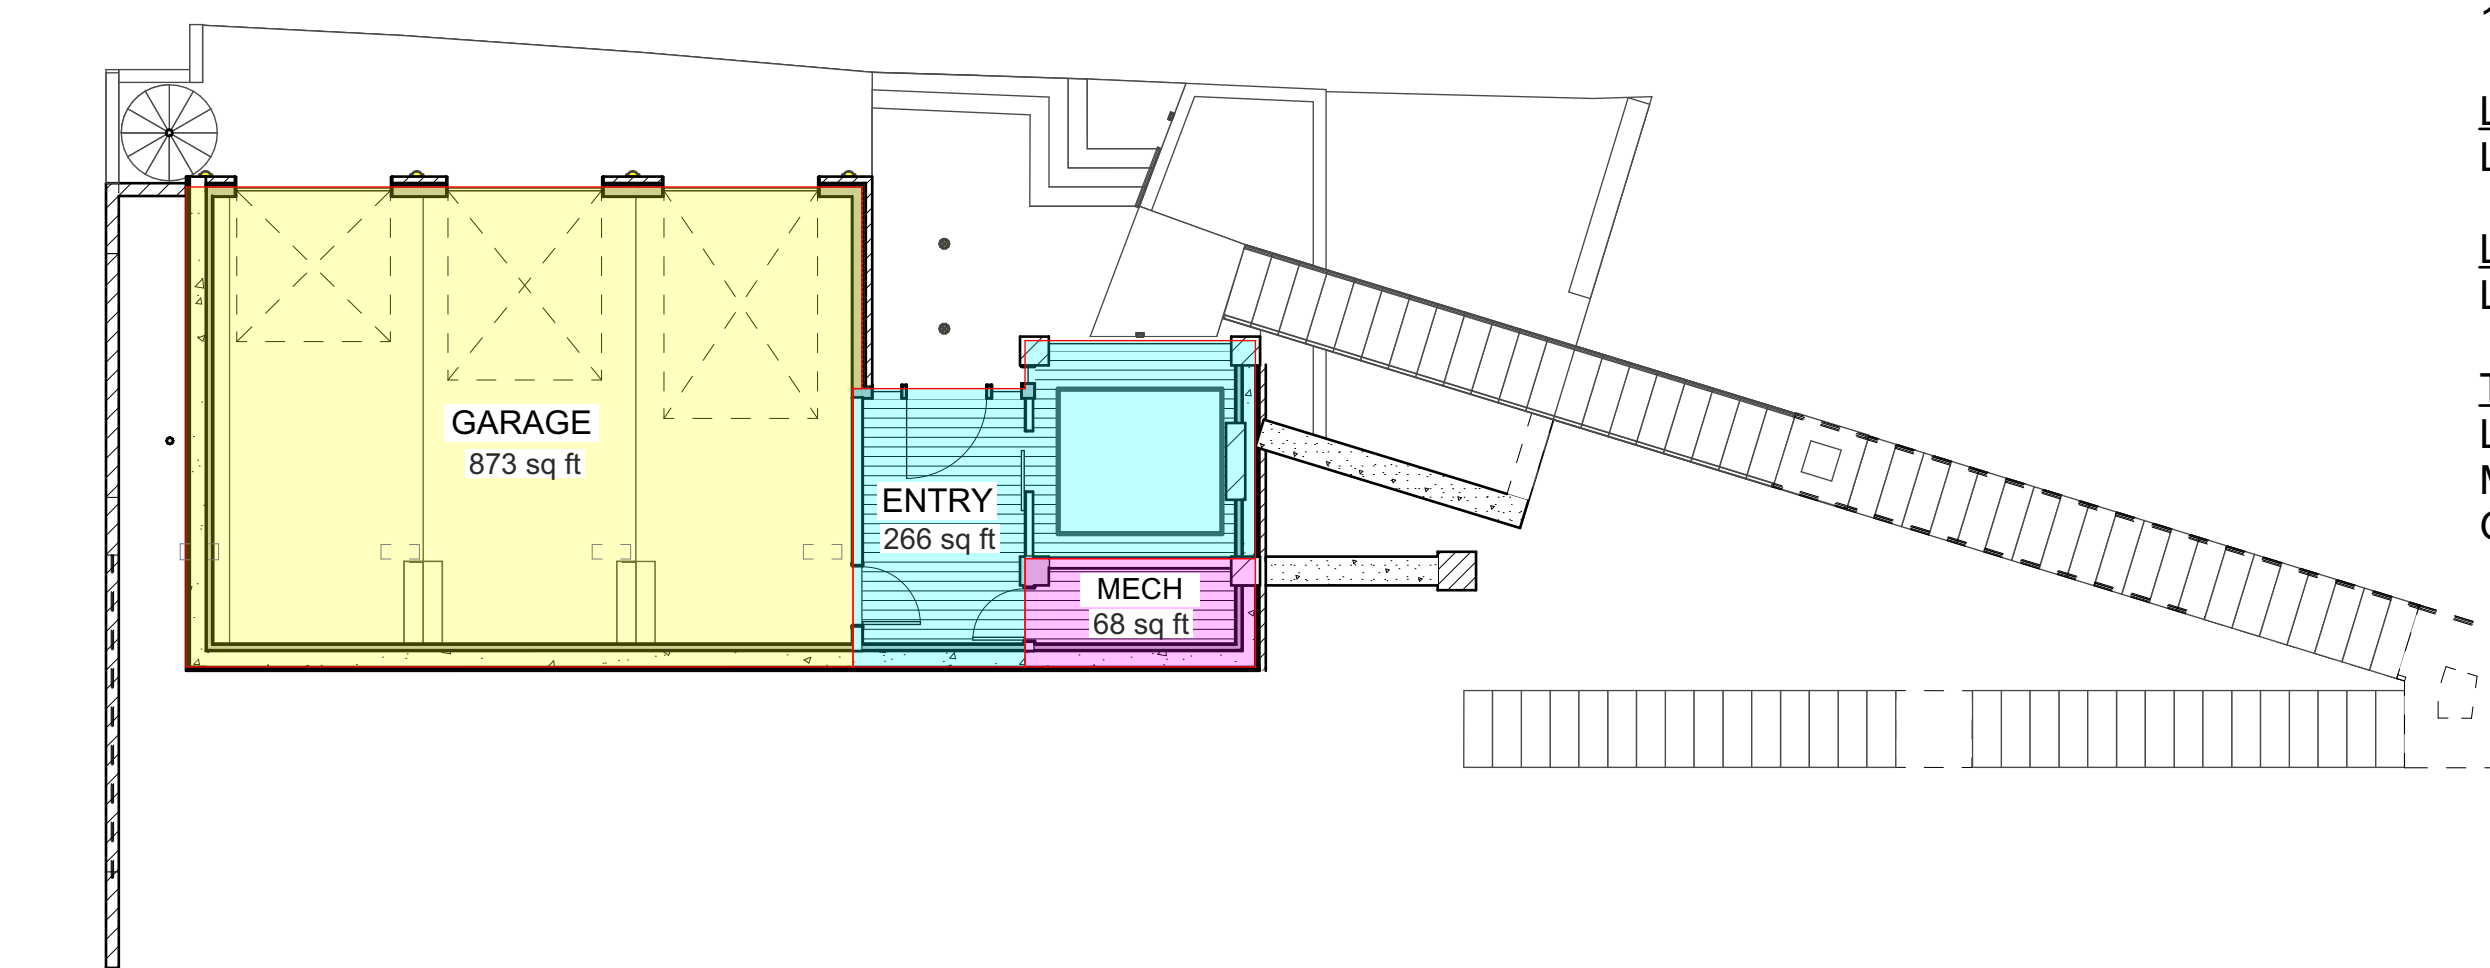 GARAGE
873 sq ft
ENTRY
266 sq ft
MECH
68 sq ft